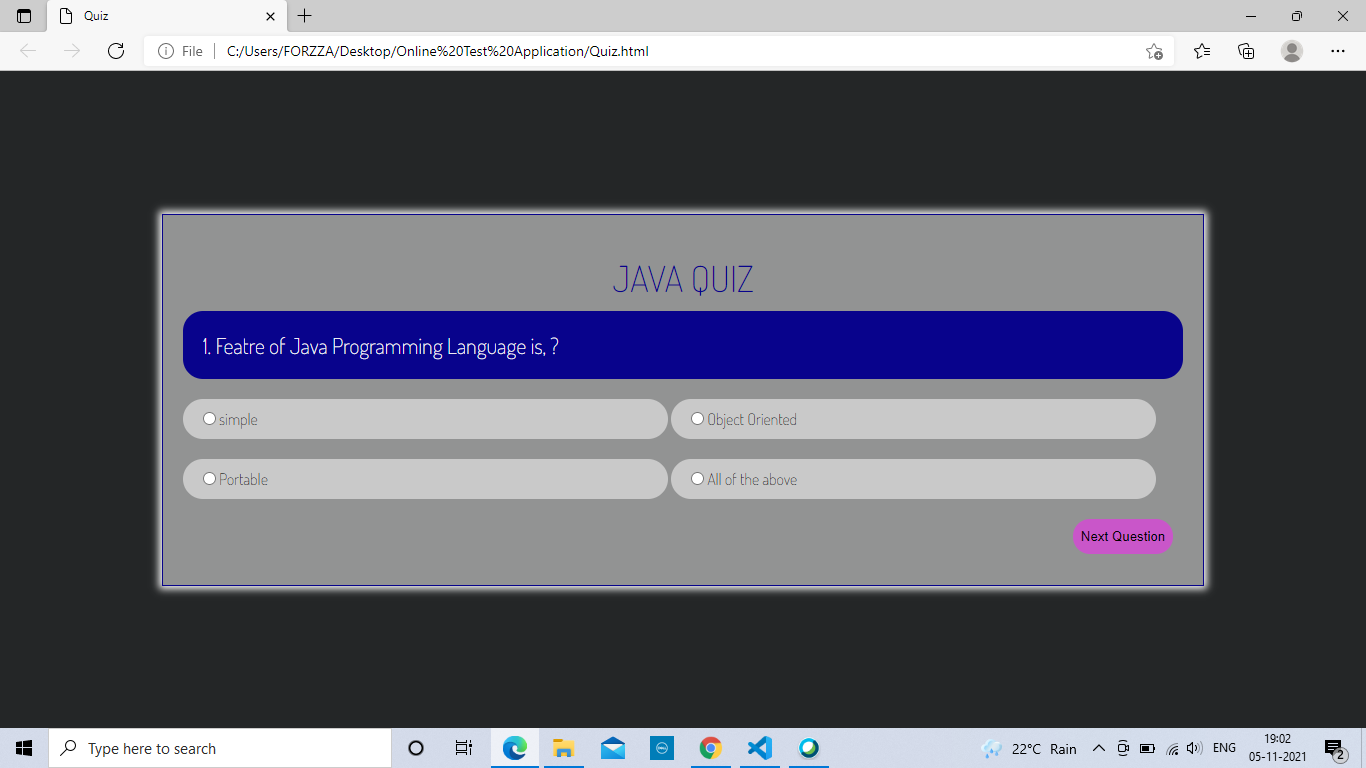 Quiz
File
C:/Users/FORZZA/Desktop/Online%20Test%20Application/Quiz.html
JAVA QUIZ
1. Featre of Java Programming Language is, ?
simple
Object Oriented
Portable
All of the above
Next Question
Type here to search
DELL
22°C Rain
ENG
19:02
05-11-2021
2